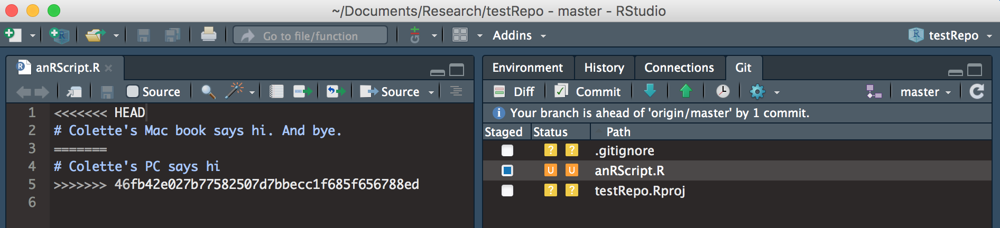 ~/Documents/Research/testRepo - master - RStudio
Go to file/function
Addins
testRepo
anRScript.R
Source
Source
1 <<<<<<< HEAD
2 # Colette's Mac book says hi. And bye.
3 =======
4 # Colette's PC says hi
5 >>>>>>> 46fb42e027b77582507d7bbecc1f685f656788ed
6
Environment History Connections Git
Diff Commit master
Your branch is ahead of 'origin/master' by 1 commit.
Staged Status Path
? ? .gitignore
U U anRScript.R
? ? testRepo.Rproj